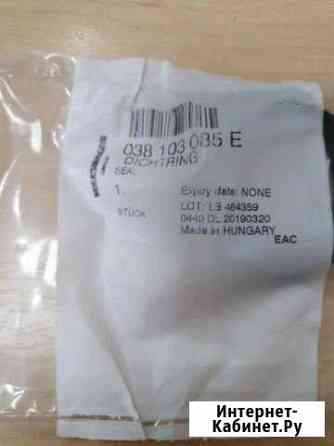 038 103 085 E
DICHTRING
SEAL
1
STÜCK
Expiry date: NONE
LOT: LS 464359
0440 DL 20190320
Made in HUNGARY
EAC
Интернет-
Кабинет.Ру